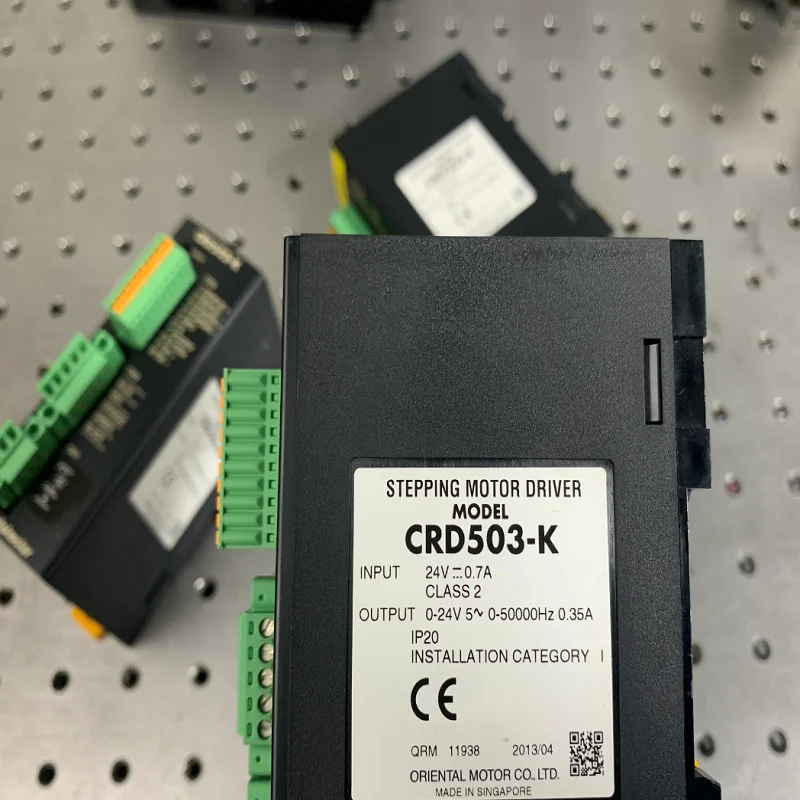 STEPPING MOTOR DRIVER
MODEL
CRD503-K
INPUT 24V ⎓ 0.7A
CLASS 2
OUTPUT 0-24V 5∿ 0-50000Hz 0.35A
IP20
INSTALLATION CATEGORY I
CE
QRM 11938 2013/04
ORIENTAL MOTOR CO.,LTD.
MADE IN SINGAPORE